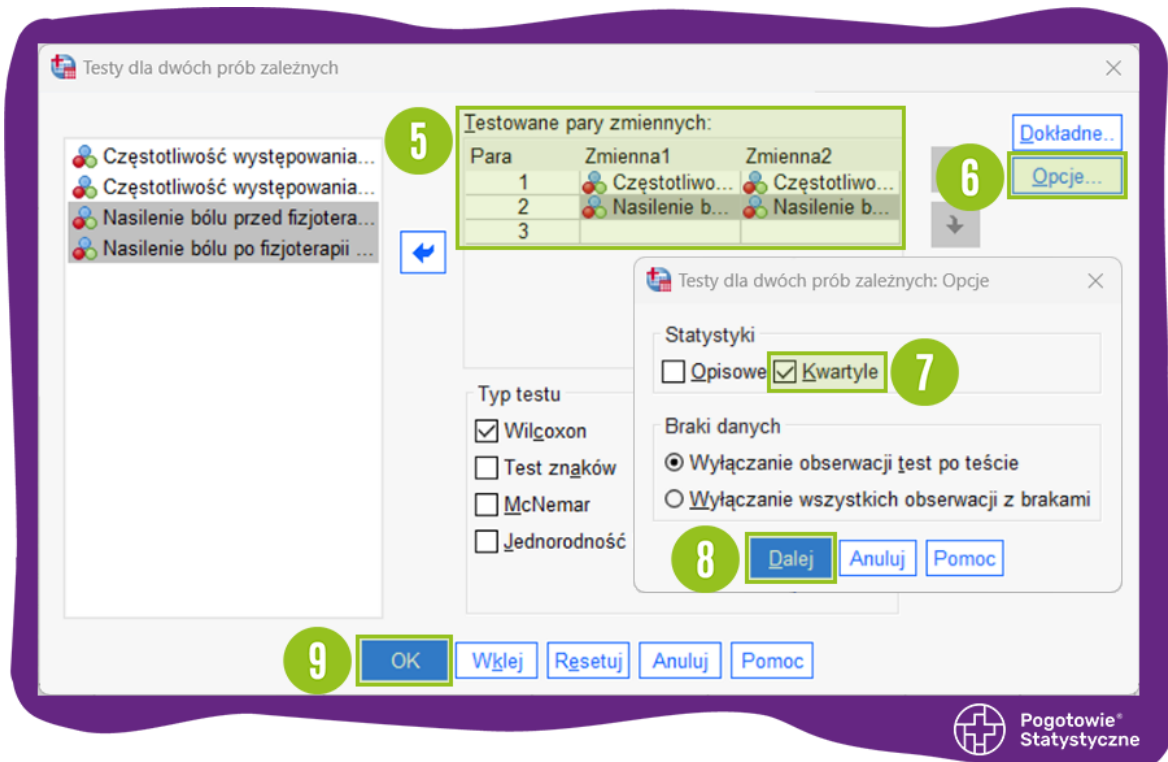 Testy dla dwóch prób zależnych
Częstotliwość występowania...
Częstotliwość występowania...
Nasilenie bólu przed fizjotera...
Nasilenie bólu po fizjoterapii ...
5
Testowane pary zmiennych:
Para Zmienna1 Zmienna2
1 Częstotliwo... Częstotliwo...
2 Nasilenie b... Nasilenie b...
3
Dokładne..
6 Opcje...
Typ testu
Wilcoxon
Test znaków
McNemar
Jednorodność
Testy dla dwóch prób zależnych: Opcje
Statystyki
Opisowe Kwartyle 7
Braki danych
Wyłączanie obserwacji test po teście
Wyłączanie wszystkich obserwacji z brakami
8 Dalej Anuluj Pomoc
9 OK Wklej Resetuj Anuluj Pomoc
Pogotowie®
Statystyczne